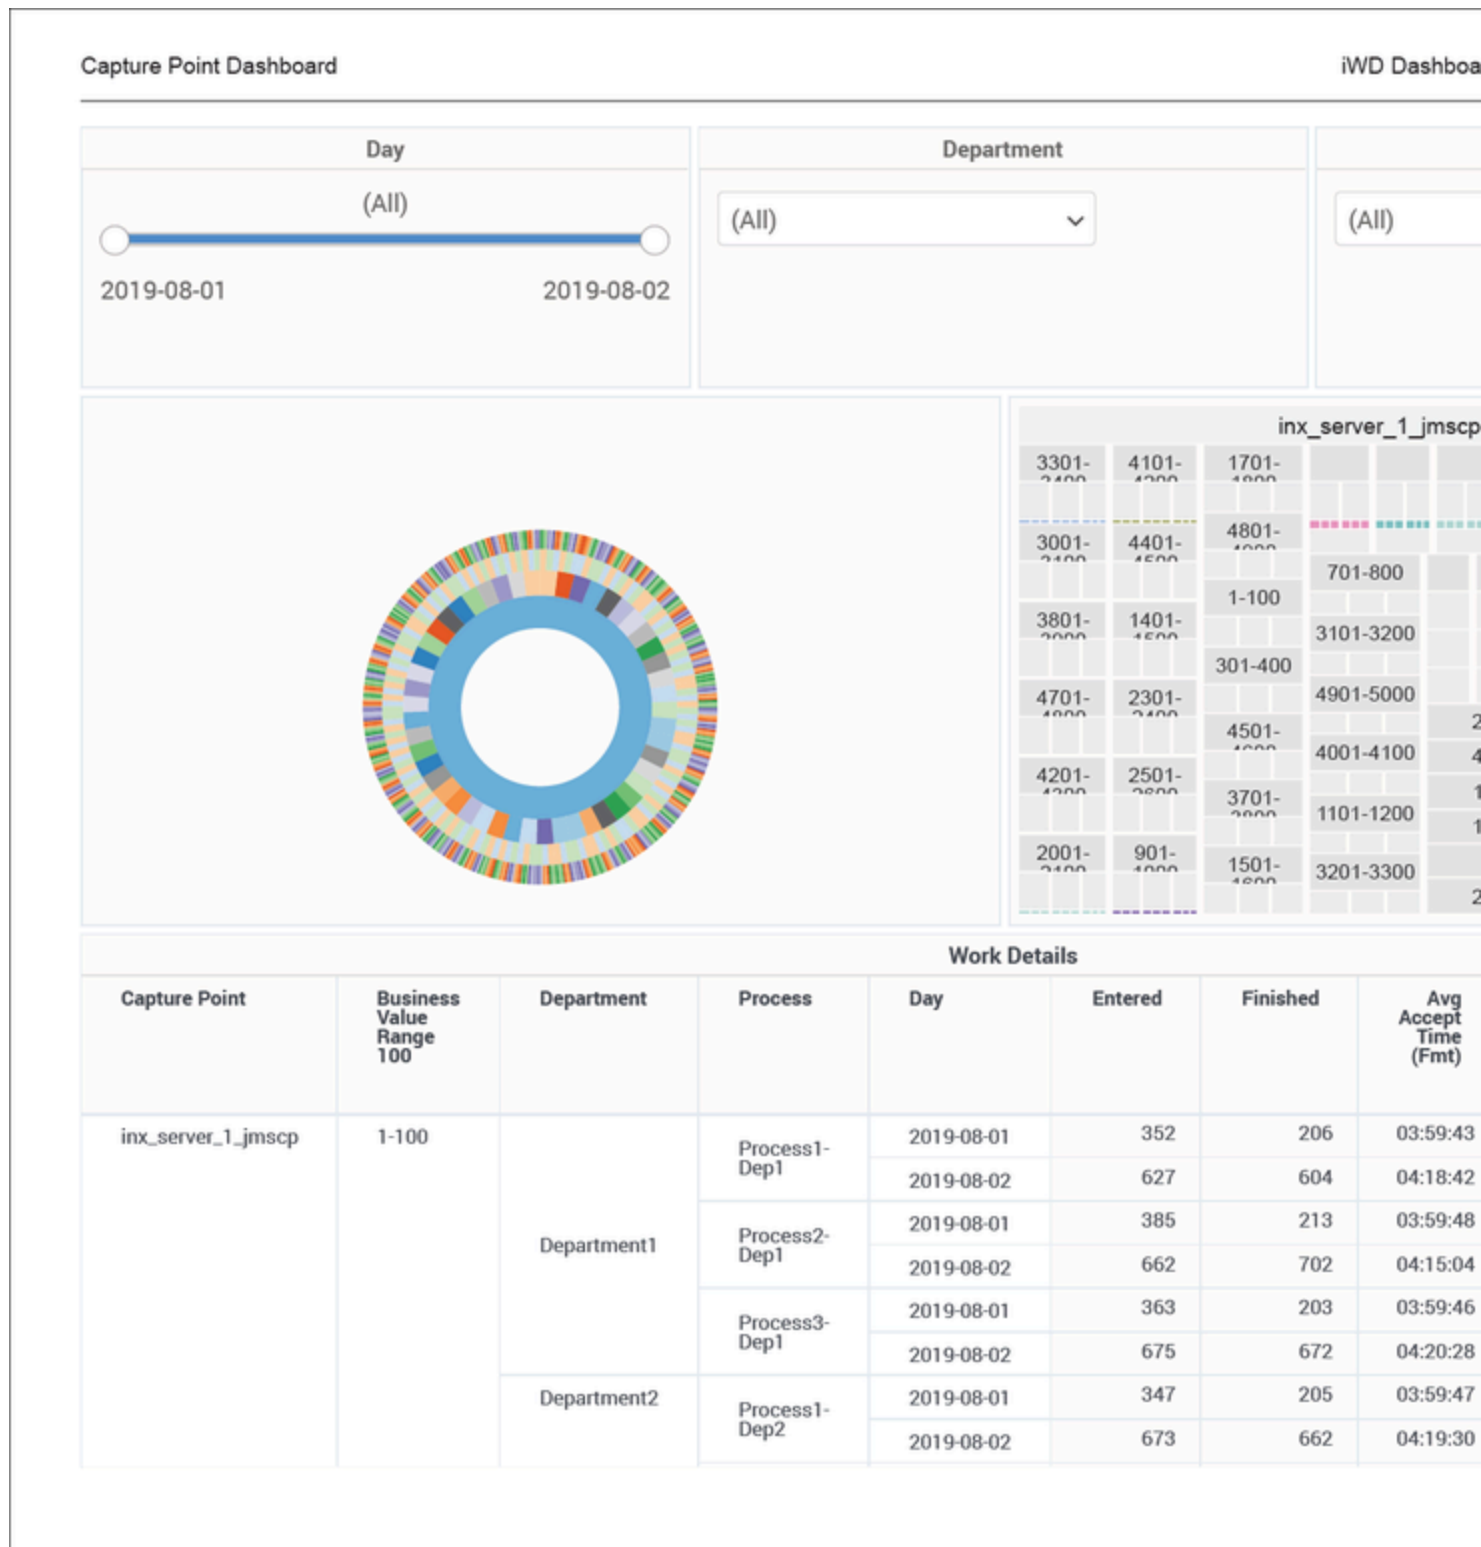 Capture Point Dashboard
iWD Dashboa
Day
Department
(All)
(All)
(All)
2019-08-01
2019-08-02
inx_server_1_jmscp
3301-
4101-
1701-
3001-
4401-
4801-
701-800
1-100
3801-
1401-
3101-3200
301-400
4701-
2301-
4901-5000
4501-
4001-4100
4201-
2501-
3701-
1101-1200
2001-
901-
1501-
3201-3300
Work Details
Capture Point
Business
Value
Range
100
Department
Process
Day
Entered
Finished
Avg
Accept
Time
(Fmt)
inx_server_1_jmscp
1-100
Department1
Process1-
Dep1
2019-08-01
352
206
03:59:43
2019-08-02
627
604
04:18:42
Process2-
Dep1
2019-08-01
385
213
03:59:48
2019-08-02
662
702
04:15:04
Process3-
Dep1
2019-08-01
363
203
03:59:46
2019-08-02
675
672
04:20:28
Department2
Process1-
Dep2
2019-08-01
347
205
03:59:47
2019-08-02
673
662
04:19:30